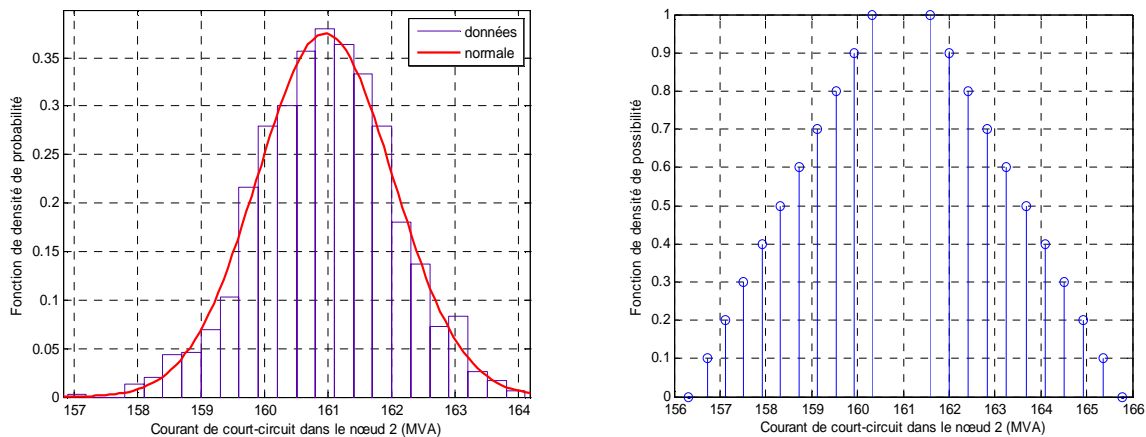 données
normale
Fonction de densité de probabilité
0.35
0.3
0.25
0.2
0.15
0.1
0.05
0
157 158 159 160 161 162 163 164
Courant de court-circuit dans le nœud 2 (MVA)
Fonction de densité de possibilité
1
0.9
0.8
0.7
0.6
0.5
0.4
0.3
0.2
0.1
0
156 157 158 159 160 161 162 163 164 165 166
Courant de court-circuit dans le nœud 2 (MVA)